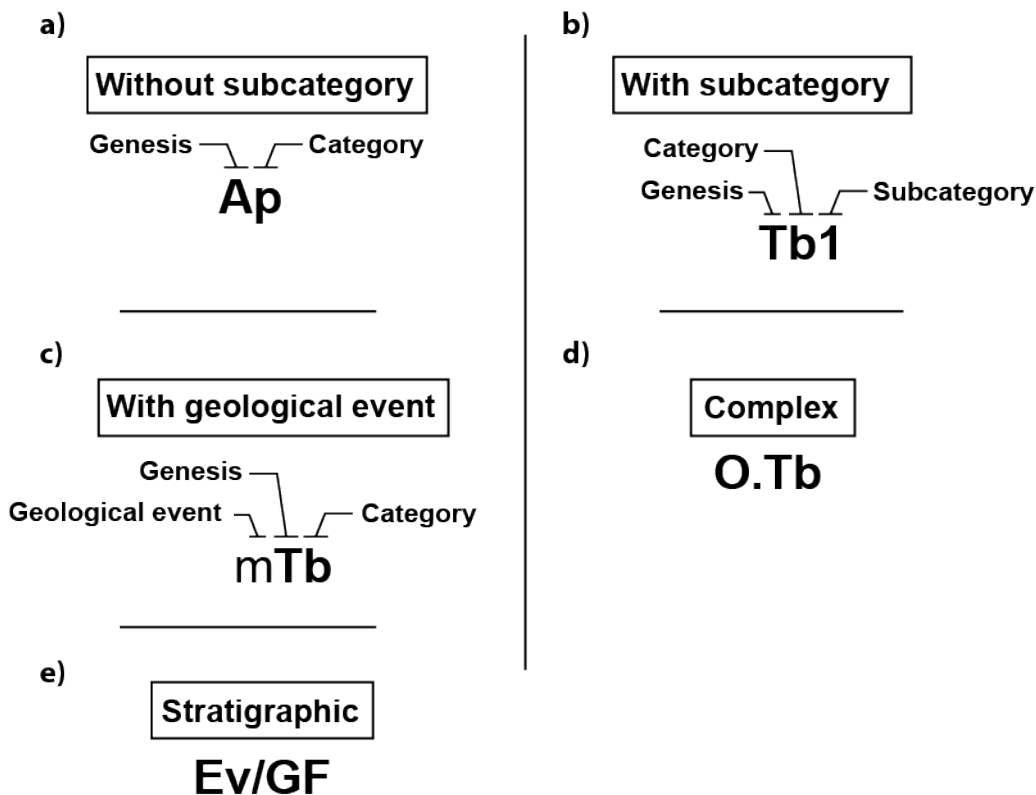 a)
Without subcategory
Genesis Category
Ap
b)
With subcategory
Category
Genesis Subcategory
Tb1
c)
With geological event
Genesis
Geological event Category
mTb
d)
Complex
O.Tb
e)
Stratigraphic
Ev/GF